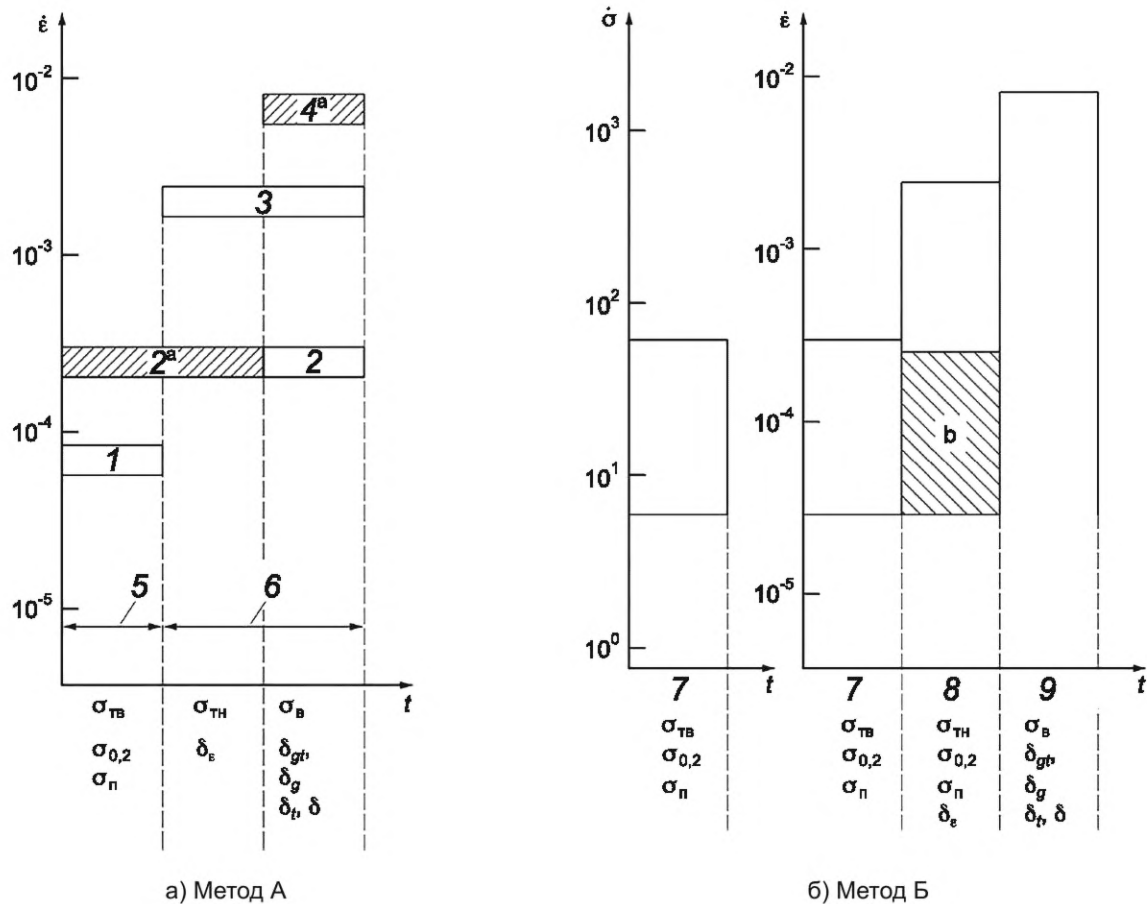 ε̇
10⁻²
4ᵃ
3
10⁻³
2ᵃ 2
10⁻⁴
1
5 6
10⁻⁵
t
σтв σтн σв
σ0,2 δε δgt,
σп δg
δt, δ
а) Метод А
σ̇
10³
10²
10¹
10⁰
7 t
σтв
σ0,2
σп
ε̇
10⁻²
10⁻³
10⁻⁴
b
10⁻⁵
7 8 9 t
σтв σтн σв
σ0,2 σ0,2 δgt,
σп σп δg
δε δt, δ
б) Метод Б